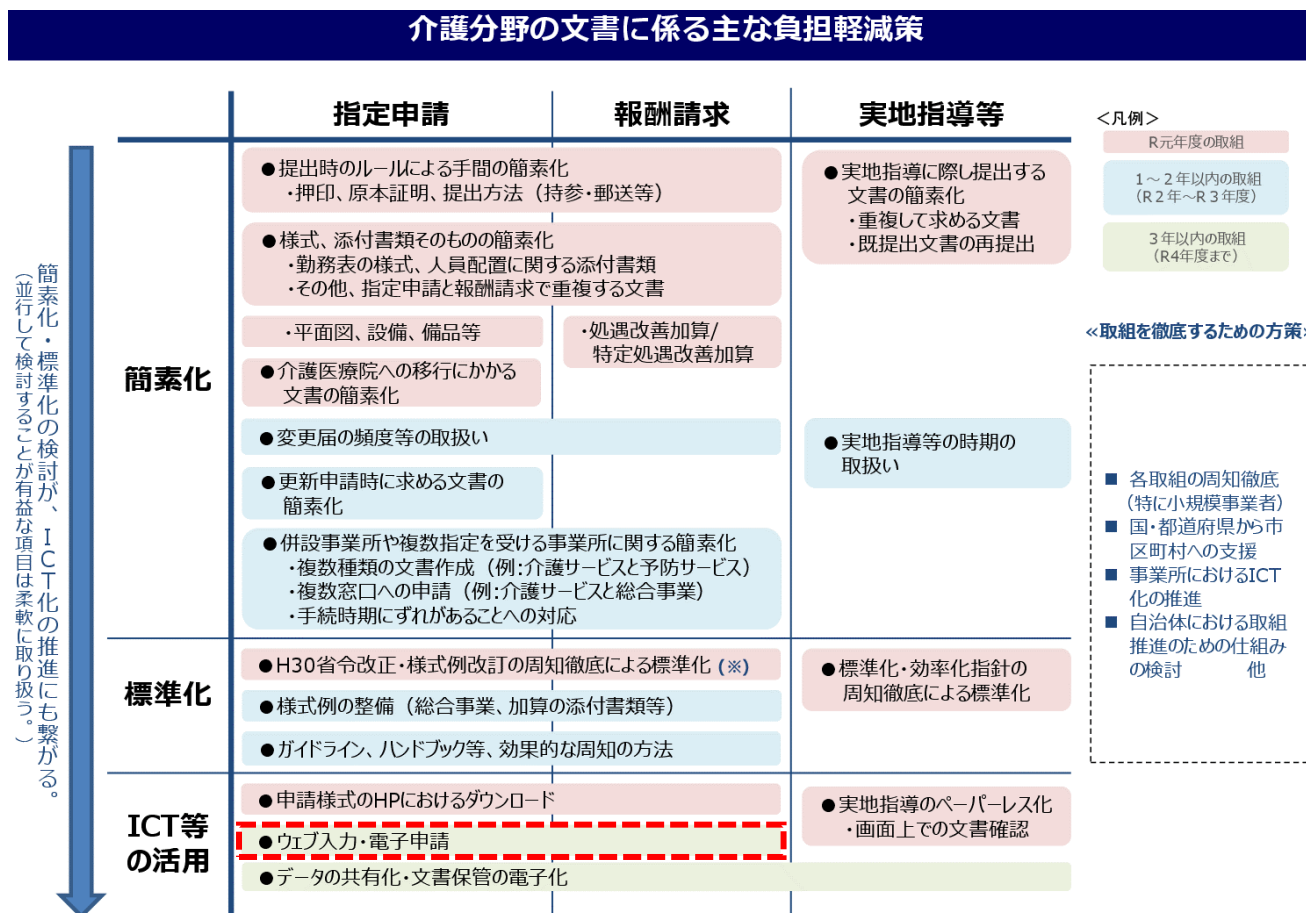 介護分野の文書に係る主な負担軽減策
指定申請
報酬請求
実地指導等
簡素化・標準化の検討が、ICT化の推進にも繋がる。
(並行して検討することが有益な項目は柔軟に取り扱う。)
簡素化
●提出時のルールによる手間の簡素化
・押印、原本証明、提出方法（持参・郵送等）
●様式、添付書類そのものの簡素化
・勤務表の様式、人員配置に関する添付書類
・その他、指定申請と報酬請求で重複する文書
・平面図、設備、備品等
・処遇改善加算/
特定処遇改善加算
●介護医療院への移行にかかる
文書の簡素化
●変更届の頻度等の取扱い
●更新申請時に求める文書の
簡素化
●併設事業所や複数指定を受ける事業所に関する簡素化
・複数種類の文書作成（例:介護サービスと予防サービス）
・複数窓口への申請（例:介護サービスと総合事業）
・手続時期にずれがあることへの対応
●実地指導に際し提出する
文書の簡素化
・重複して求める文書
・既提出文書の再提出
●実地指導等の時期の
取扱い
標準化
●H30省令改正・様式例改訂の周知徹底による標準化（※）
●様式例の整備（総合事業、加算の添付書類等）
●ガイドライン、ハンドブック等、効果的な周知の方法
●標準化・効率化指針の
周知徹底による標準化
ICT等
の活用
●申請様式のHPにおけるダウンロード
●ウェブ入力・電子申請
●データの共有化・文書保管の電子化
●実地指導のペーパーレス化
・画面上での文書確認
＜凡例＞
R元年度の取組
1～2年以内の取組
（R2年～R3年度）
3年以内の取組
（R4年度まで）
≪取組を徹底するための方策≫
■ 各取組の周知徹底
（特に小規模事業者）
■ 国・都道府県から市
区町村への支援
■ 事業所におけるICT
化の推進
■ 自治体における取組
推進のための仕組み
の検討　　他